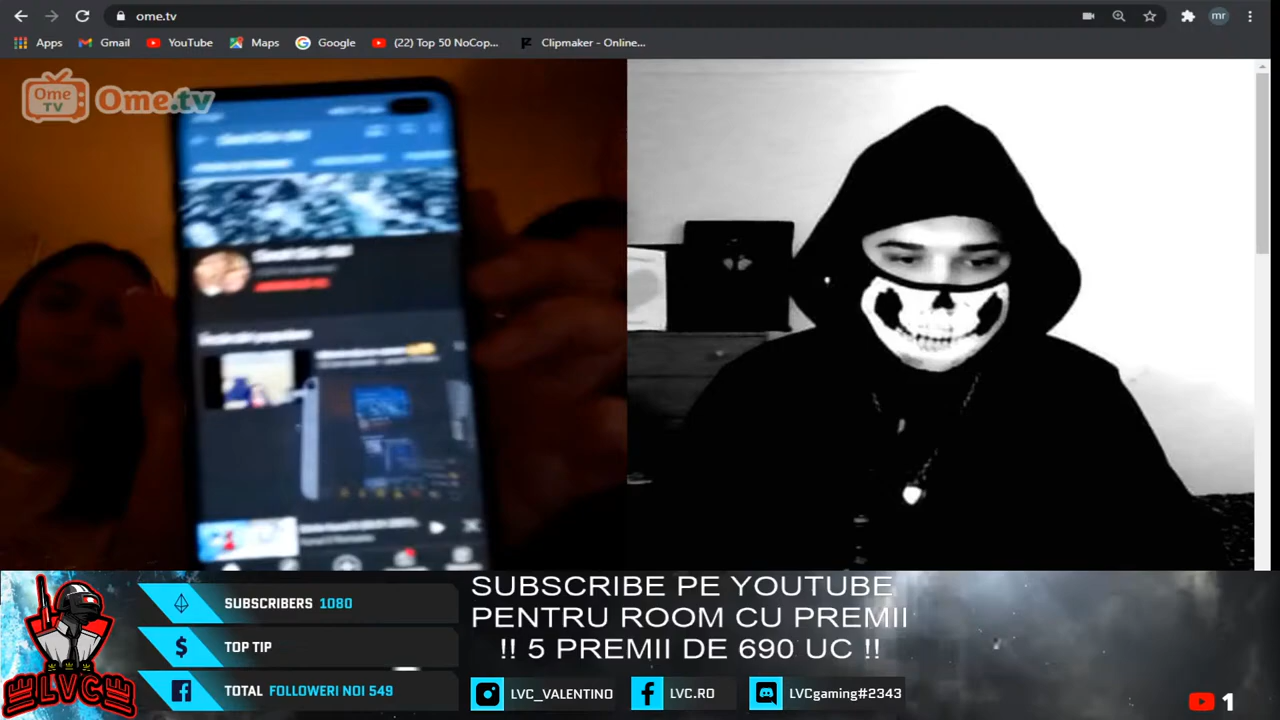 ome.tv
mr
Apps
Gmail
YouTube
Maps
Google
(22) Top 50 NoCop...
Clipmaker - Online...
Ome TV
Ome.tv
SUBSCRIBERS 1080
TOP TIP
TOTAL FOLLOWERI NOI 549
LVC
SUBSCRIBE PE YOUTUBE
PENTRU ROOM CU PREMII
!! 5 PREMII DE 690 UC !!
LVC_VALENTINO
LVC.RO
LVCgaming#2343
1